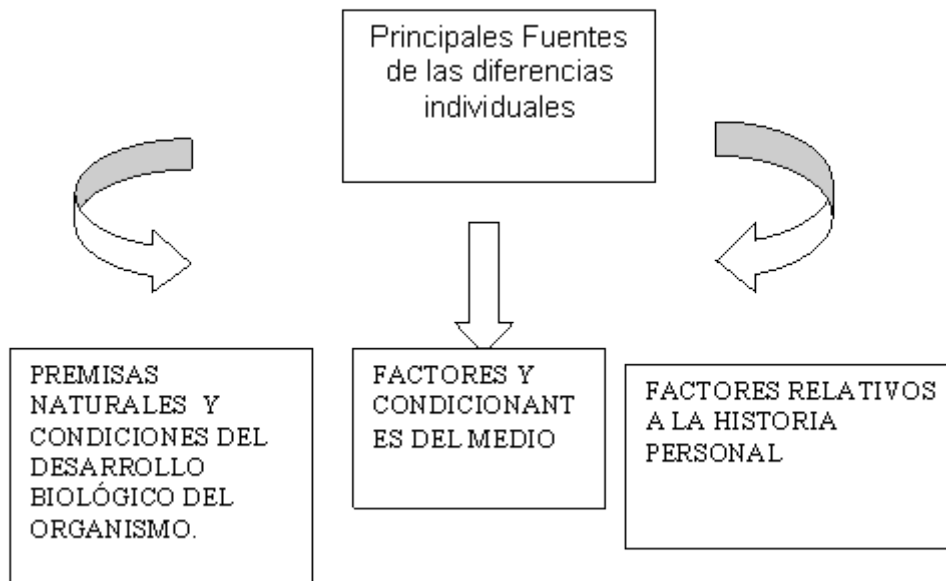 Principales Fuentes
de las diferencias
individuales
PREMISAS
NATURALES Y
CONDICIONES DEL
DESARROLLO
BIOLÓGICO DEL
ORGANISMO.
FACTORES Y
CONDICIONANT
ES DEL MEDIO
FACTORES RELATIVOS
A LA HISTORIA
PERSONAL